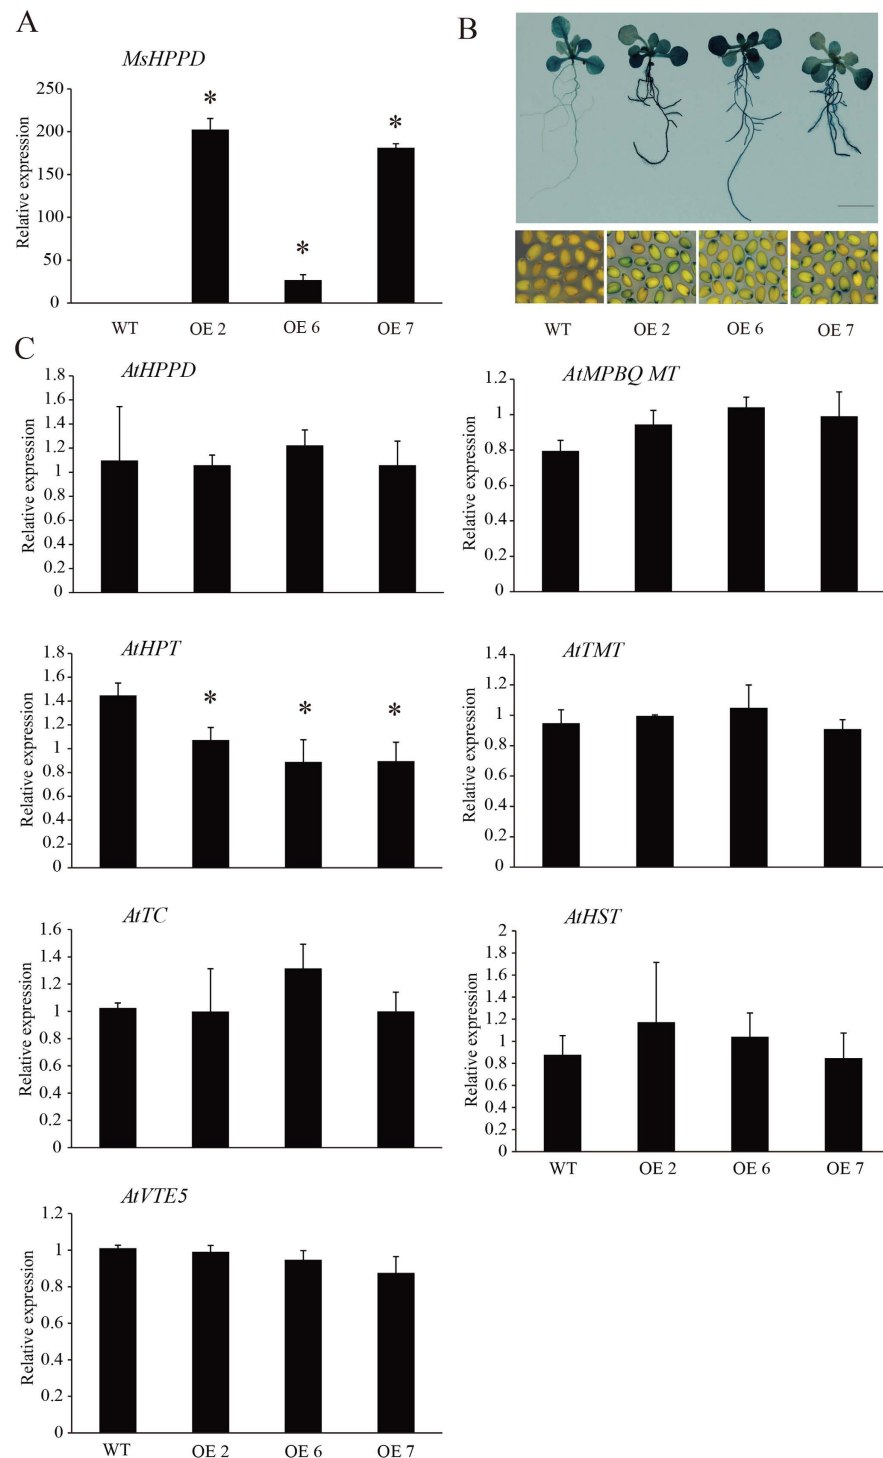 A
MsHPPD
Relative expression
250
200
150
100
50
0
*
*
*
WT
OE 2
OE 6
OE 7
B
WT
OE 2
OE 6
OE 7
C
AtHPPD
Relative expression
1.8
1.6
1.4
1.2
1
0.8
0.6
0.4
0.2
0
AtMPBQ MT
Relative expression
1.2
1
0.8
0.6
0.4
0.2
0
AtHPT
Relative expression
1.8
1.6
1.4
1.2
1
0.8
0.6
0.4
0.2
0
*
*
*
AtTMT
Relative expression
1.4
1.2
1
0.8
0.6
0.4
0.2
0
AtTC
Relative expression
1.6
1.4
1.2
1
0.8
0.6
0.4
0.2
0
AtHST
Relative expression
2
1.8
1.6
1.4
1.2
1
0.8
0.6
0.4
0.2
0
WT
OE 2
OE 6
OE 7
AtVTE5
Relative expression
1.2
1
0.8
0.6
0.4
0.2
0
WT
OE 2
OE 6
OE 7